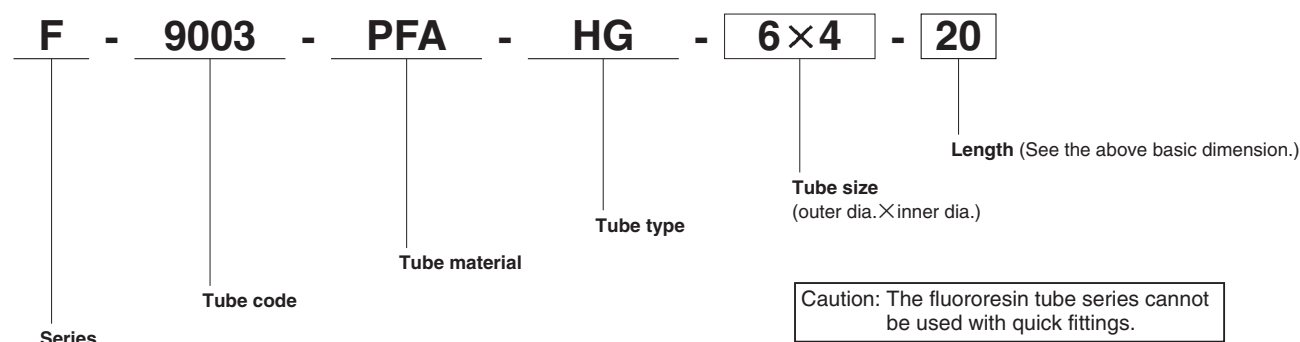 F - 9003 - PFA - HG - 6×4 - 20
Length (See the above basic dimension.)
Tube size
(outer dia.×inner dia.)
Tube type
Tube material
Tube code
Series
Caution: The fluororesin tube series cannot
be used with quick fittings.